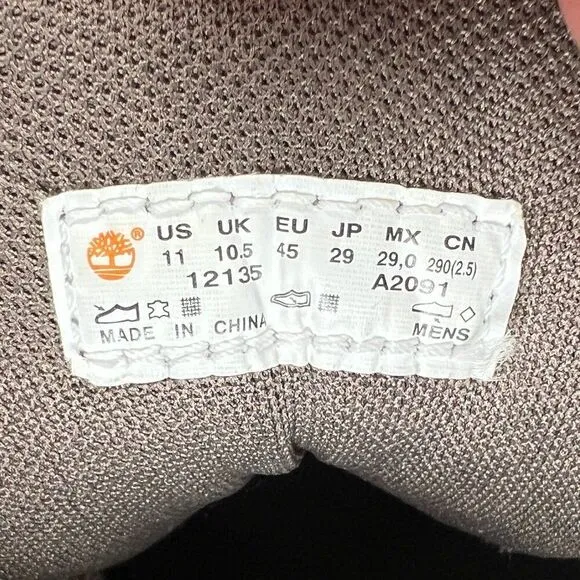 ® US UK EU JP MX CN
11 10.5 45 29 29,0 290(2.5)
12135 A2091
MADE IN CHINA MENS